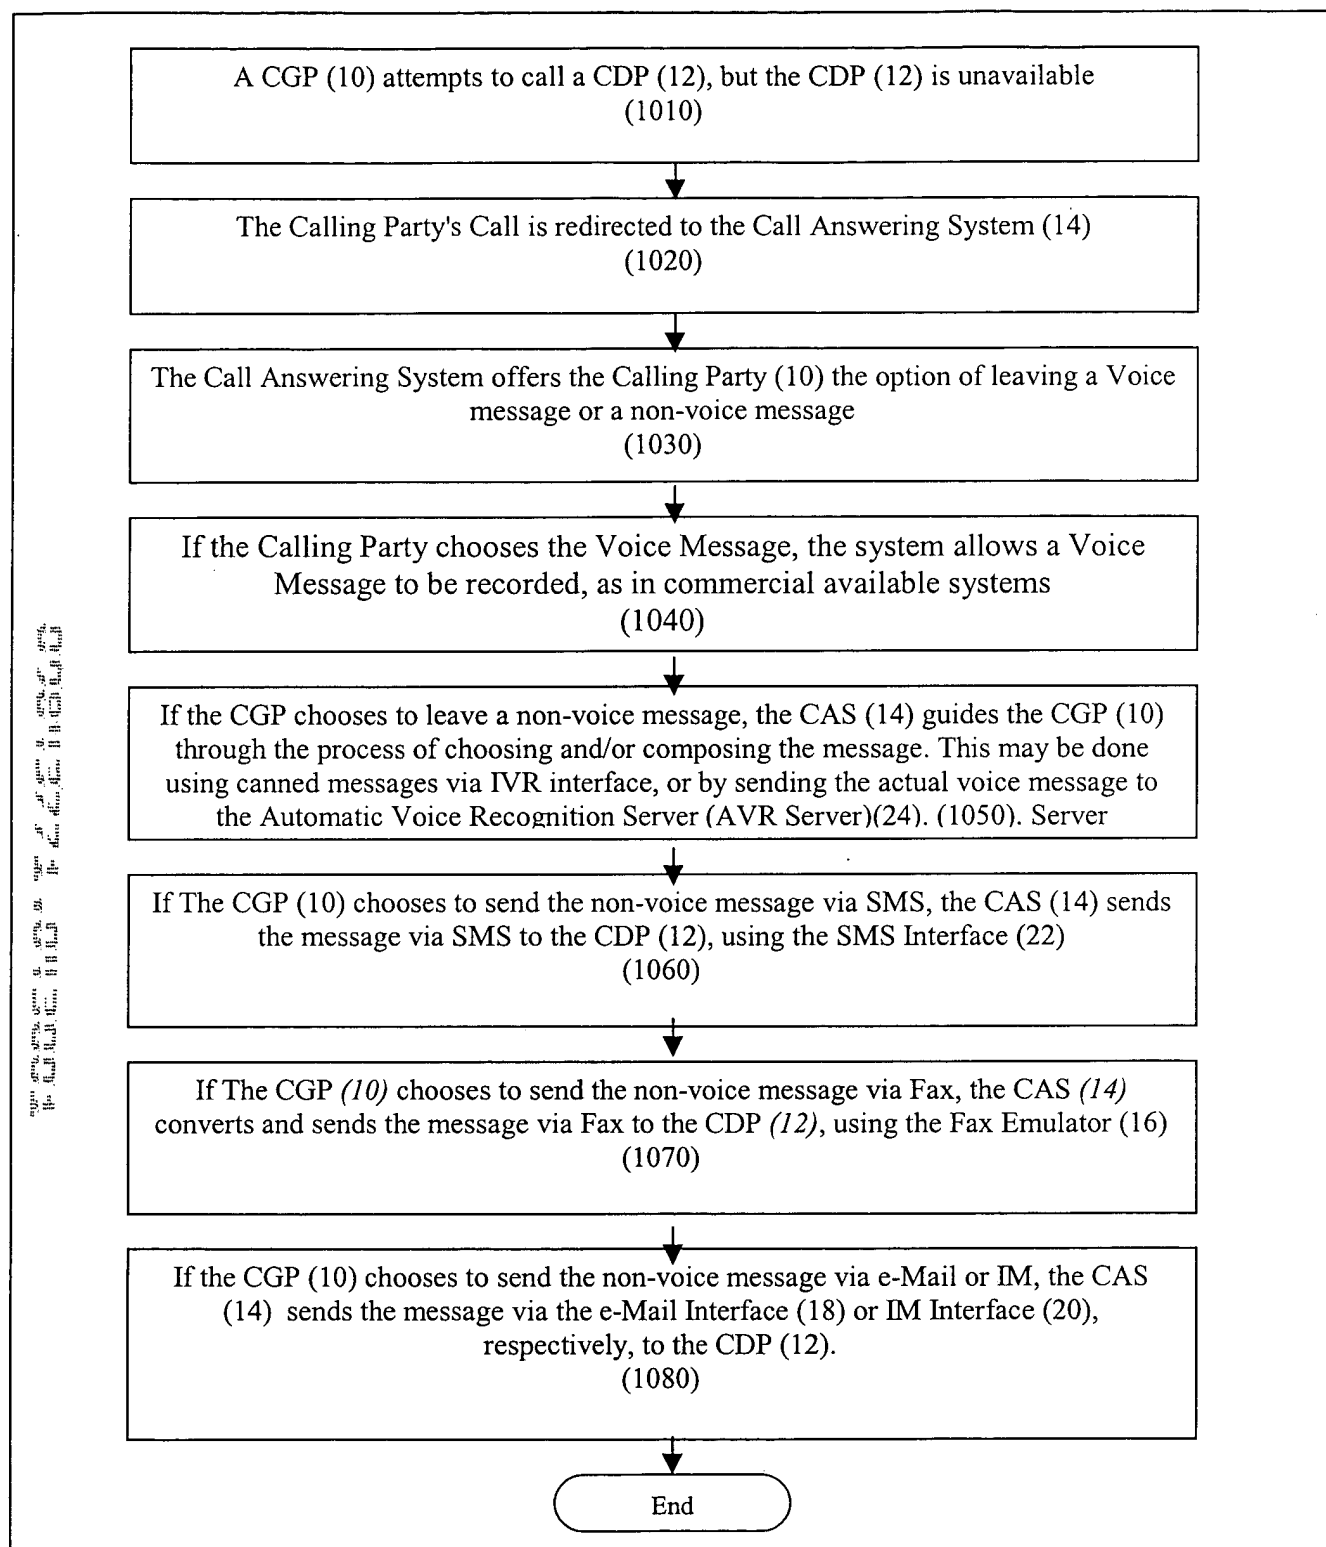 A CGP (10) attempts to call a CDP (12), but the CDP (12) is unavailable
(1010)
The Calling Party's Call is redirected to the Call Answering System (14)
(1020)
The Call Answering System offers the Calling Party (10) the option of leaving a Voice
message or a non-voice message
(1030)
If the Calling Party chooses the Voice Message, the system allows a Voice
Message to be recorded, as in commercial available systems
(1040)
If the CGP chooses to leave a non-voice message, the CAS (14) guides the CGP (10)
through the process of choosing and/or composing the message. This may be done
using canned messages via IVR interface, or by sending the actual voice message to
the Automatic Voice Recognition Server (AVR Server)(24). (1050). Server
If The CGP (10) chooses to send the non-voice message via SMS, the CAS (14) sends
the message via SMS to the CDP (12), using the SMS Interface (22)
(1060)
If The CGP (10) chooses to send the non-voice message via Fax, the CAS (14)
converts and sends the message via Fax to the CDP (12), using the Fax Emulator (16)
(1070)
If the CGP (10) chooses to send the non-voice message via e-Mail or IM, the CAS
(14) sends the message via the e-Mail Interface (18) or IM Interface (20),
respectively, to the CDP (12).
(1080)
End